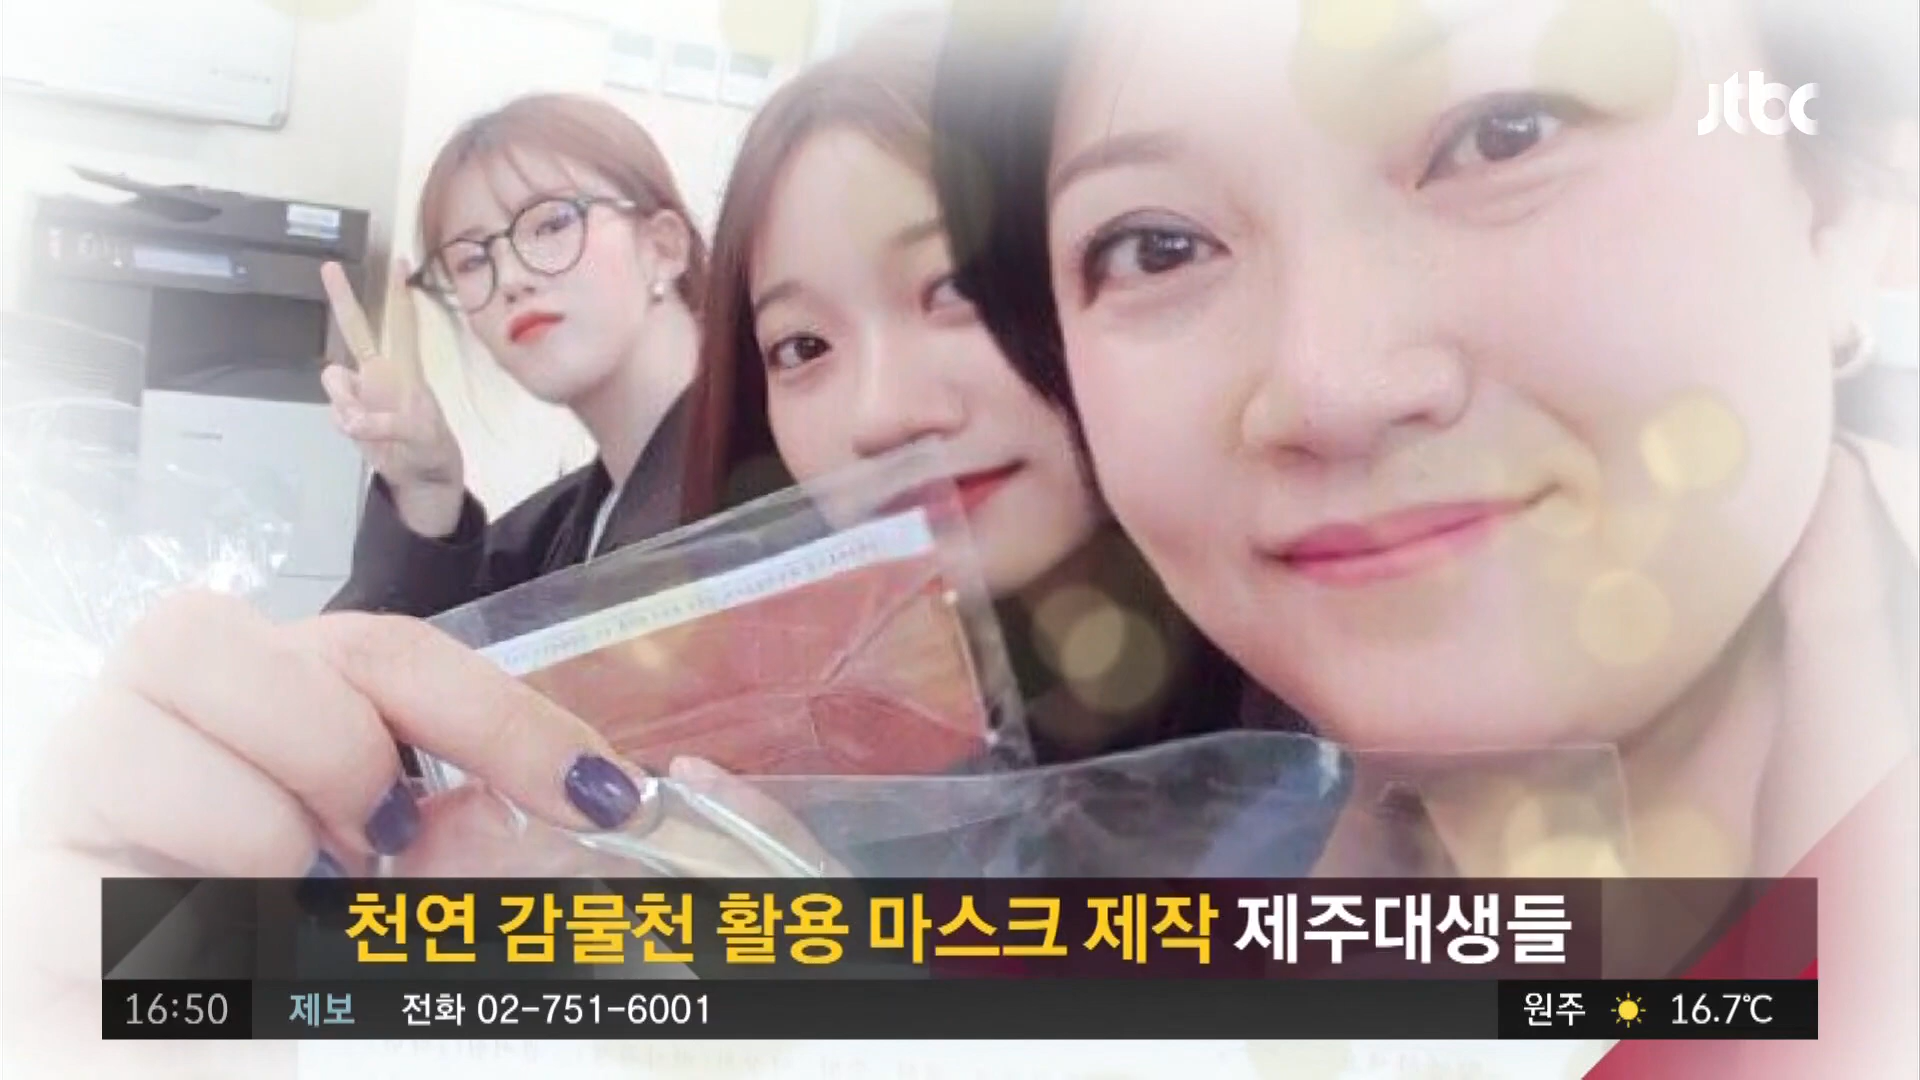 jtbc
천연 감물천 활용 마스크 제작 제주대생들
16:50 제보 전화 02-751-6001 원주 16.7℃